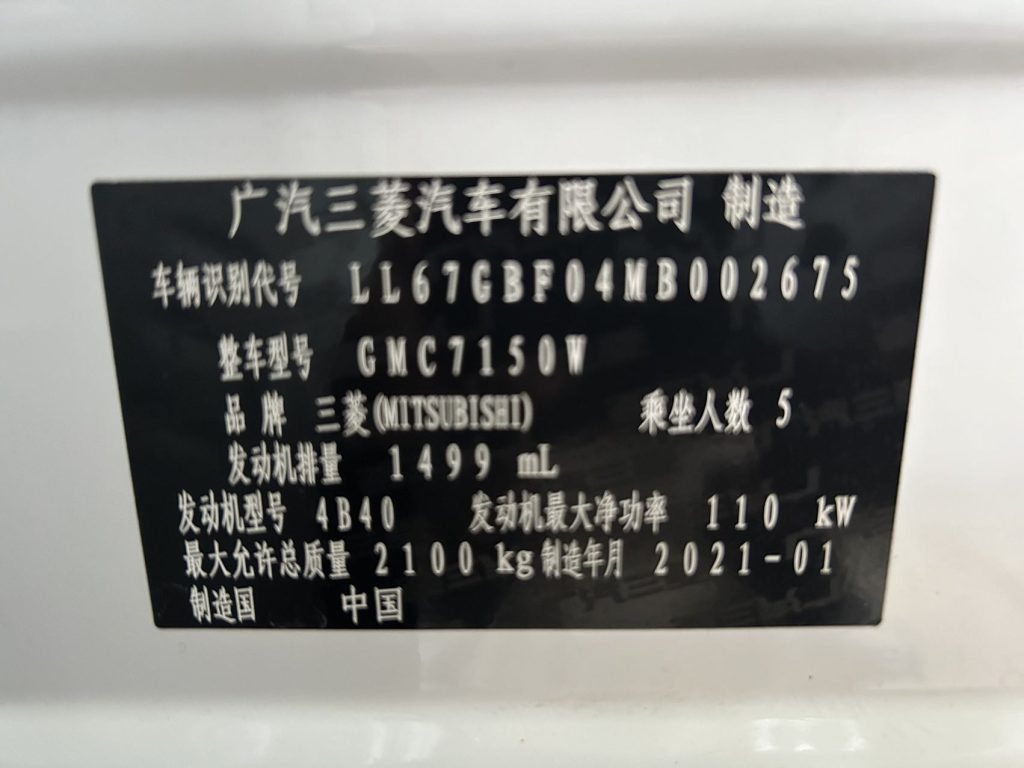 广汽三菱汽车有限公司 制造
车辆识别代号 LL67GBF04MB002675
整车型号 GMC7150W
品牌 三菱(MITSUBISHI) 乘坐人数 5
发动机排量 1499 mL
发动机型号 4B40 发动机最大净功率 110 kW
最大允许总质量 2100 kg 制造年月 2021-01
制造国 中国